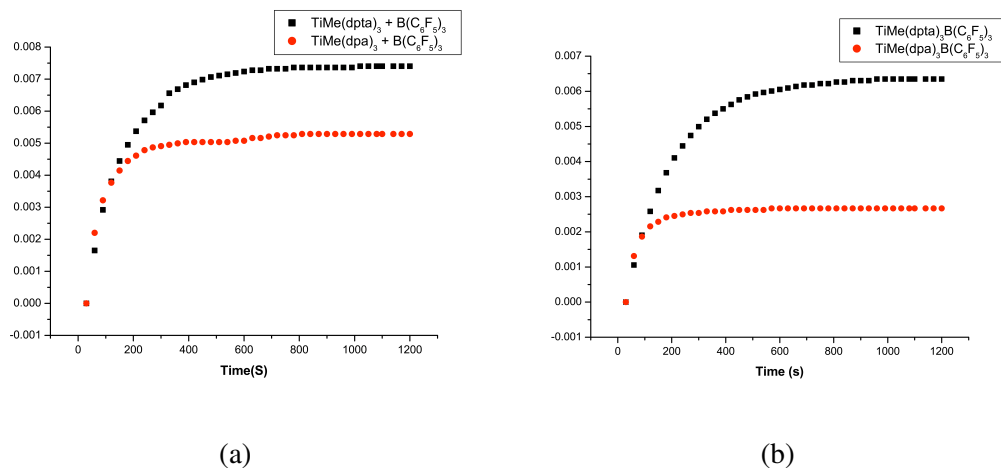 TiMe(dpta)₃ + B(C₆F₅)₃
TiMe(dpa)₃ + B(C₆F₅)₃
0.008
0.007
0.006
0.005
0.004
0.003
0.002
0.001
0.000
-0.001
0 200 400 600 800 1000 1200
Time(S)
(a)
TiMe(dpta)₃B(C₆F₅)₃
TiMe(dpa)₃B(C₆F₅)₃
0.007
0.006
0.005
0.004
0.003
0.002
0.001
0.000
-0.001
0 200 400 600 800 1000 1200
Time (s)
(b)